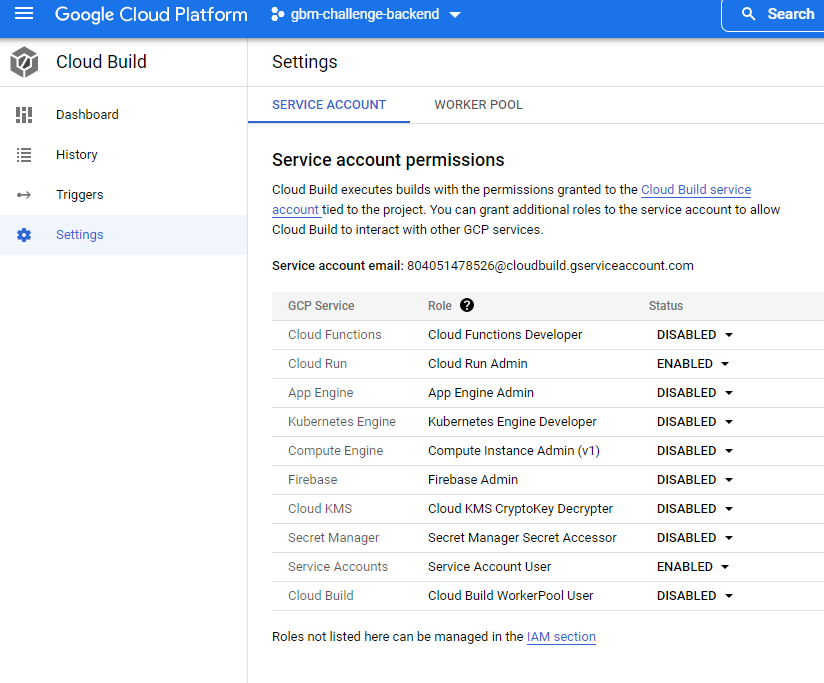 Google Cloud Platform gbm-challenge-backend Search
Cloud Build
Settings
Dashboard
History
Triggers
Settings
SERVICE ACCOUNT WORKER POOL
Service account permissions
Cloud Build executes builds with the permissions granted to the Cloud Build service
account tied to the project. You can grant additional roles to the service account to allow
Cloud Build to interact with other GCP services.
Service account email: 804051478526@cloudbuild.gserviceaccount.com
GCP Service Role ? Status
Cloud Functions Cloud Functions Developer DISABLED
Cloud Run Cloud Run Admin ENABLED
App Engine App Engine Admin DISABLED
Kubernetes Engine Kubernetes Engine Developer DISABLED
Compute Engine Compute Instance Admin (v1) DISABLED
Firebase Firebase Admin DISABLED
Cloud KMS Cloud KMS CryptoKey Decrypter DISABLED
Secret Manager Secret Manager Secret Accessor DISABLED
Service Accounts Service Account User ENABLED
Cloud Build Cloud Build WorkerPool User DISABLED
Roles not listed here can be managed in the IAM section